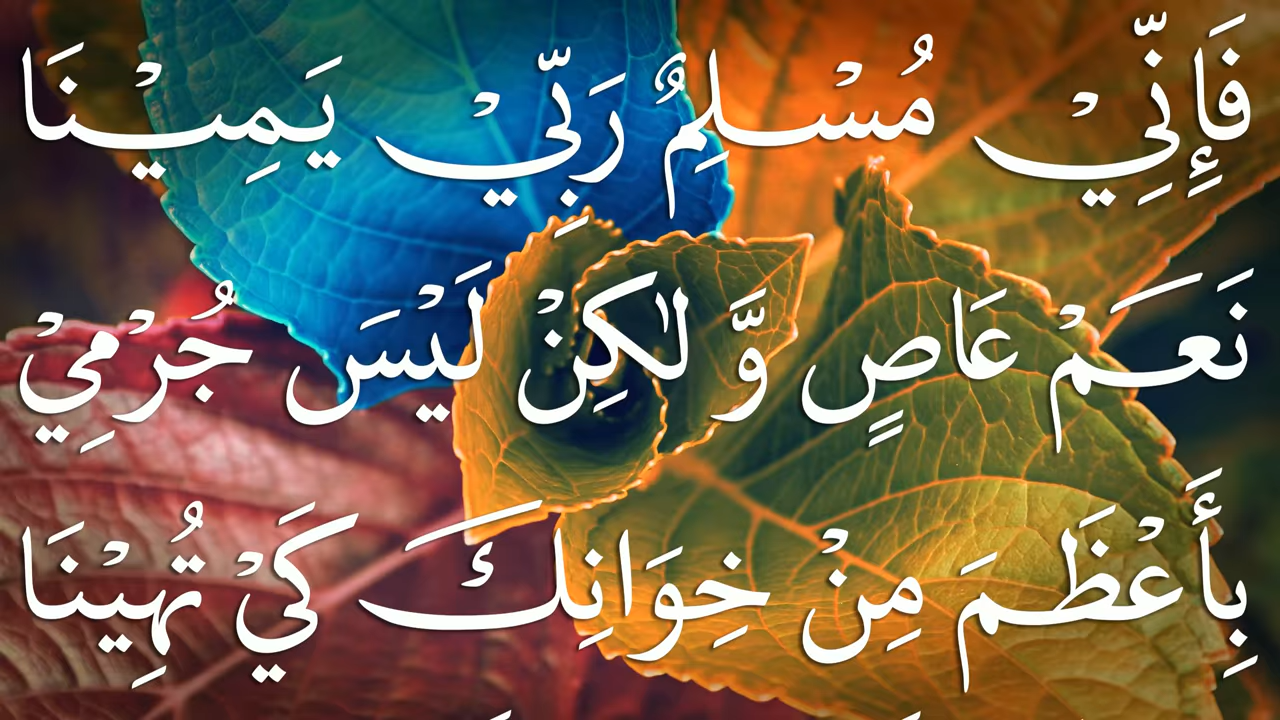 فَإِنِّيْ مُسْلِمٌ رَبِّيْ يَمِيْنَا
نَعَمْ عَاصٍ وَّ لٰكِنْ لَيْسَ جُرْمِيْ
بِأَعْظَمَ مِنْ خِوَانِكَ كَيْ تُهِيْنَا